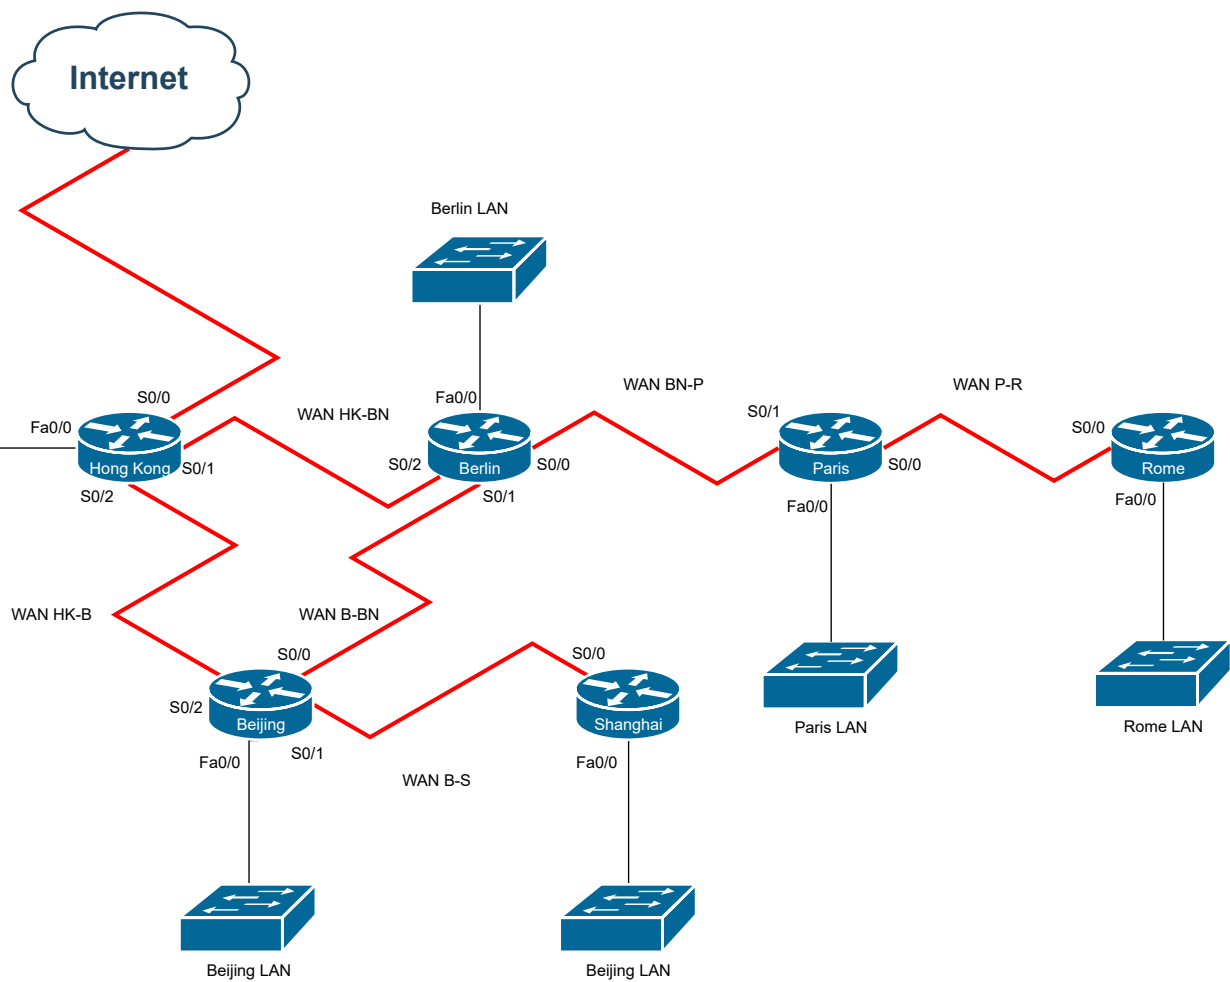 Internet
Berlin LAN
WAN BN-P
WAN P-R
S0/0
Fa0/0
WAN HK-BN
S0/1
S0/0
Fa0/0
Hong Kong
S0/1
S0/2
Berlin
S0/0
Paris
S0/0
Rome
S0/2
S0/1
Fa0/0
Fa0/0
WAN HK-B
WAN B-BN
S0/0
S0/0
S0/2
Beijing
Shanghai
Paris LAN
Rome LAN
S0/1
Fa0/0
Fa0/0
WAN B-S
Beijing LAN
Beijing LAN